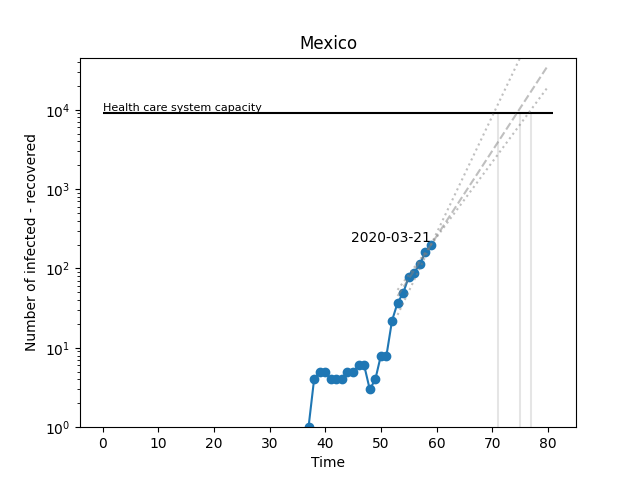 Mexico
10^4
Health care system capacity
10^3
2020-03-21
10^2
10^1
10^0
Number of infected - recovered
0 10 20 30 40 50 60 70 80
Time